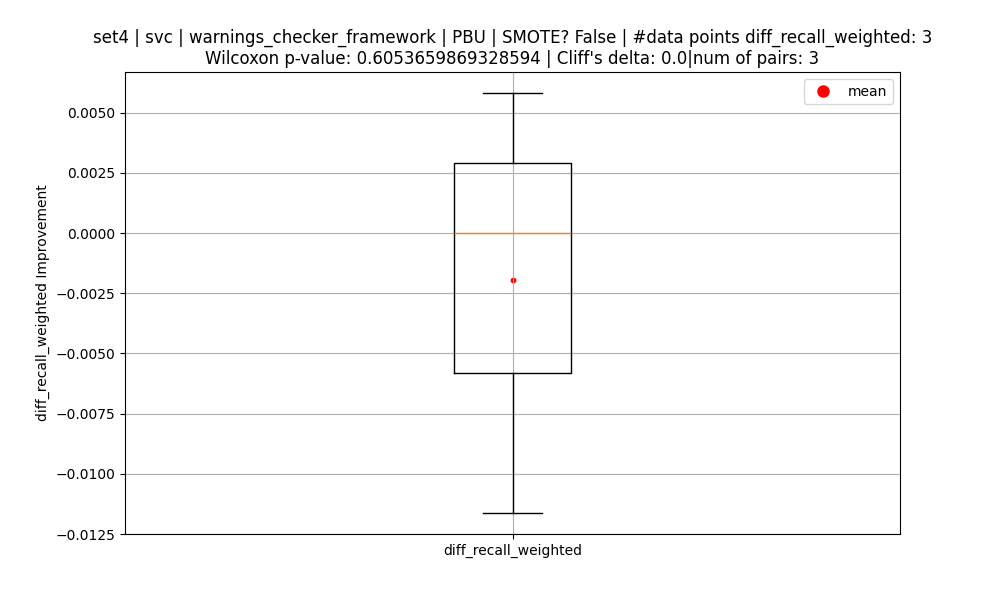 set4 | svc | warnings_checker_framework | PBU | SMOTE? False | #data points diff_recall_weighted: 3
Wilcoxon p-value: 0.6053659869328594 | Cliff's delta: 0.0|num of pairs: 3
mean
0.0050
0.0025
0.0000
−0.0025
−0.0050
−0.0075
−0.0100
−0.0125
diff_recall_weighted Improvement
diff_recall_weighted